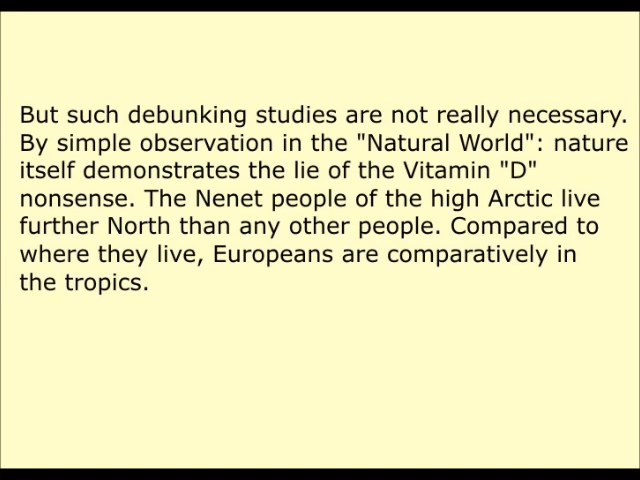 But such debunking studies are not really necessary.
By simple observation in the "Natural World": nature
itself demonstrates the lie of the Vitamin "D"
nonsense. The Nenet people of the high Arctic live
further North than any other people. Compared to
where they live, Europeans are comparatively in
the tropics.